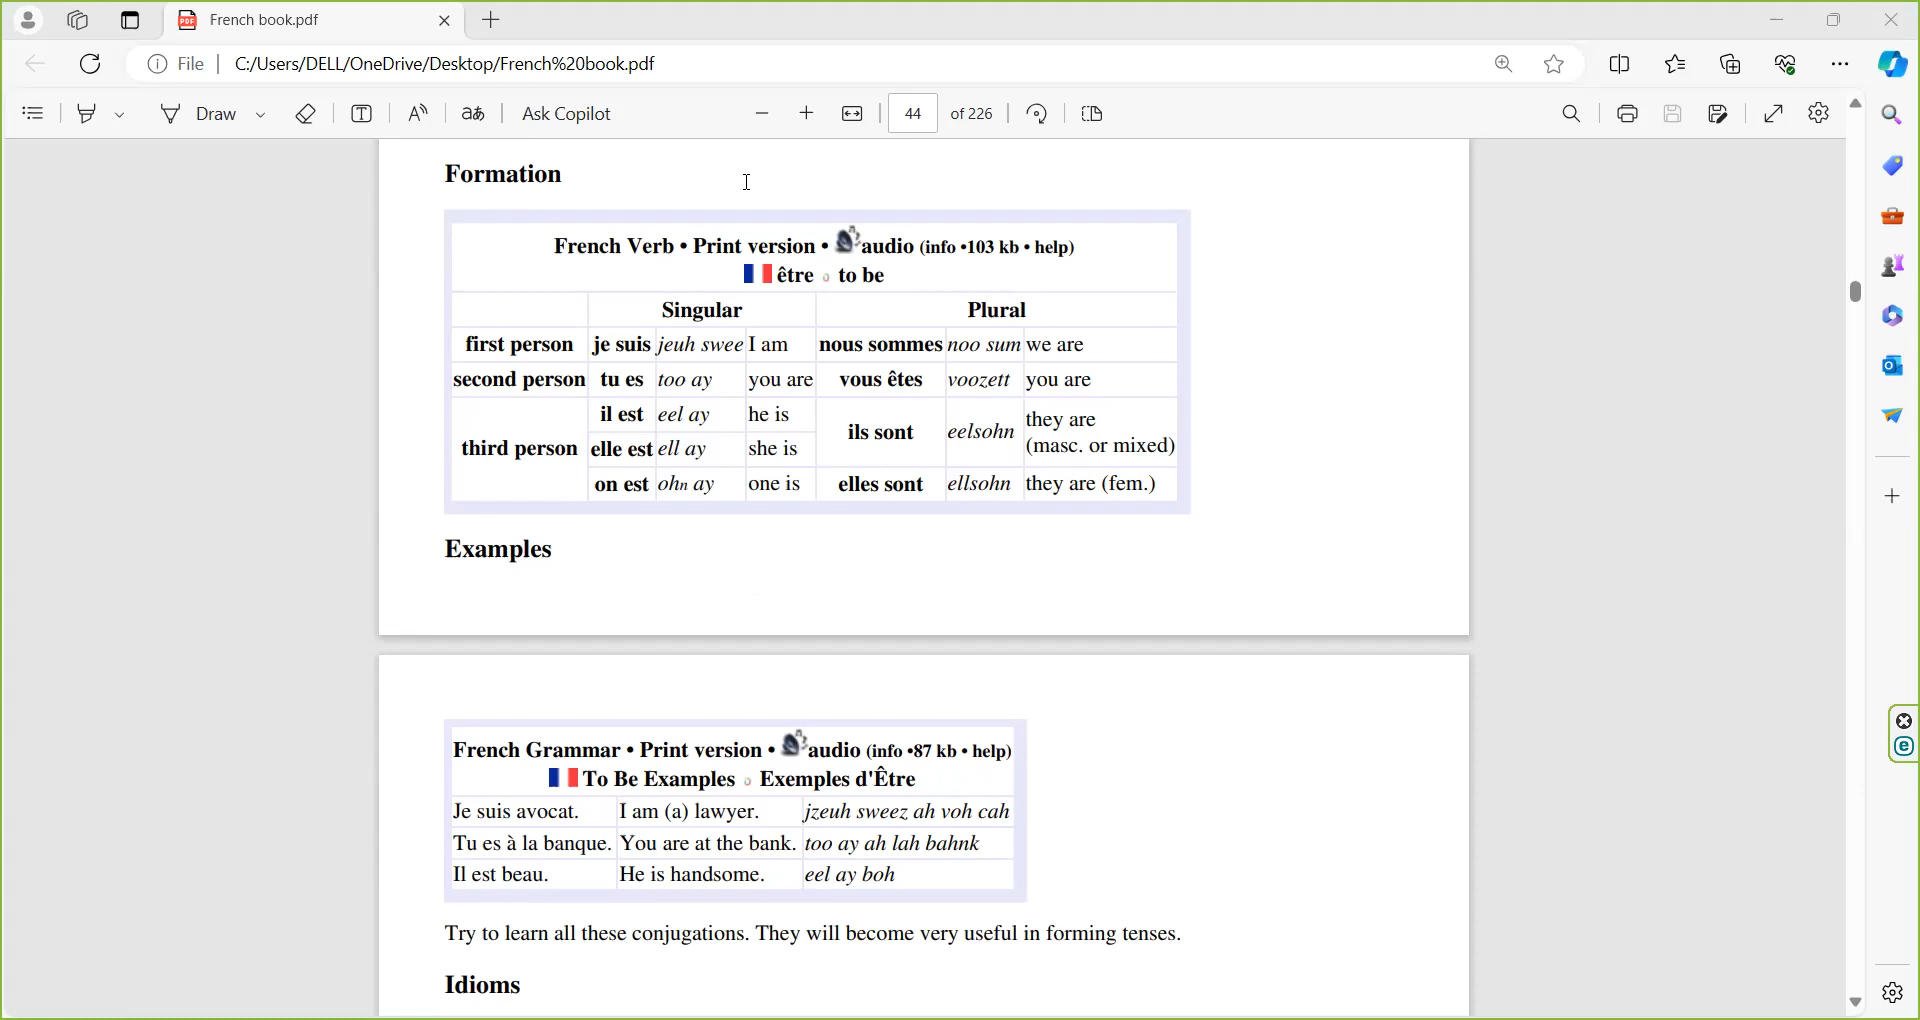 French book.pdf
File
C:/Users/DELL/OneDrive/Desktop/French%20book.pdf
Draw
aあ
Ask Copilot
44 of 226
Formation
French Verb • Print version • audio (info •103 kb • help)
être to be
Singular Plural
first person je suis jeuh swee I am nous sommes noo sum we are
second person tu es too ay you are vous êtes voozett you are
third person
il est eel ay he is
elle est ell ay she is
ils sont eelsohn they are
(masc. or mixed)
on est ohn ay one is elles sont ellsohn they are (fem.)
Examples
French Grammar • Print version • audio (info •87 kb • help)
To Be Examples Exemples d'Être
Je suis avocat. I am (a) lawyer. jzeuh sweez ah voh cah
Tu es à la banque. You are at the bank. too ay ah lah bahnk
Il est beau. He is handsome. eel ay boh
Try to learn all these conjugations. They will become very useful in forming tenses.
Idioms